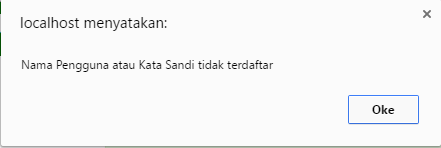 localhost menyatakan:
Nama Pengguna atau Kata Sandi tidak terdaftar
Oke